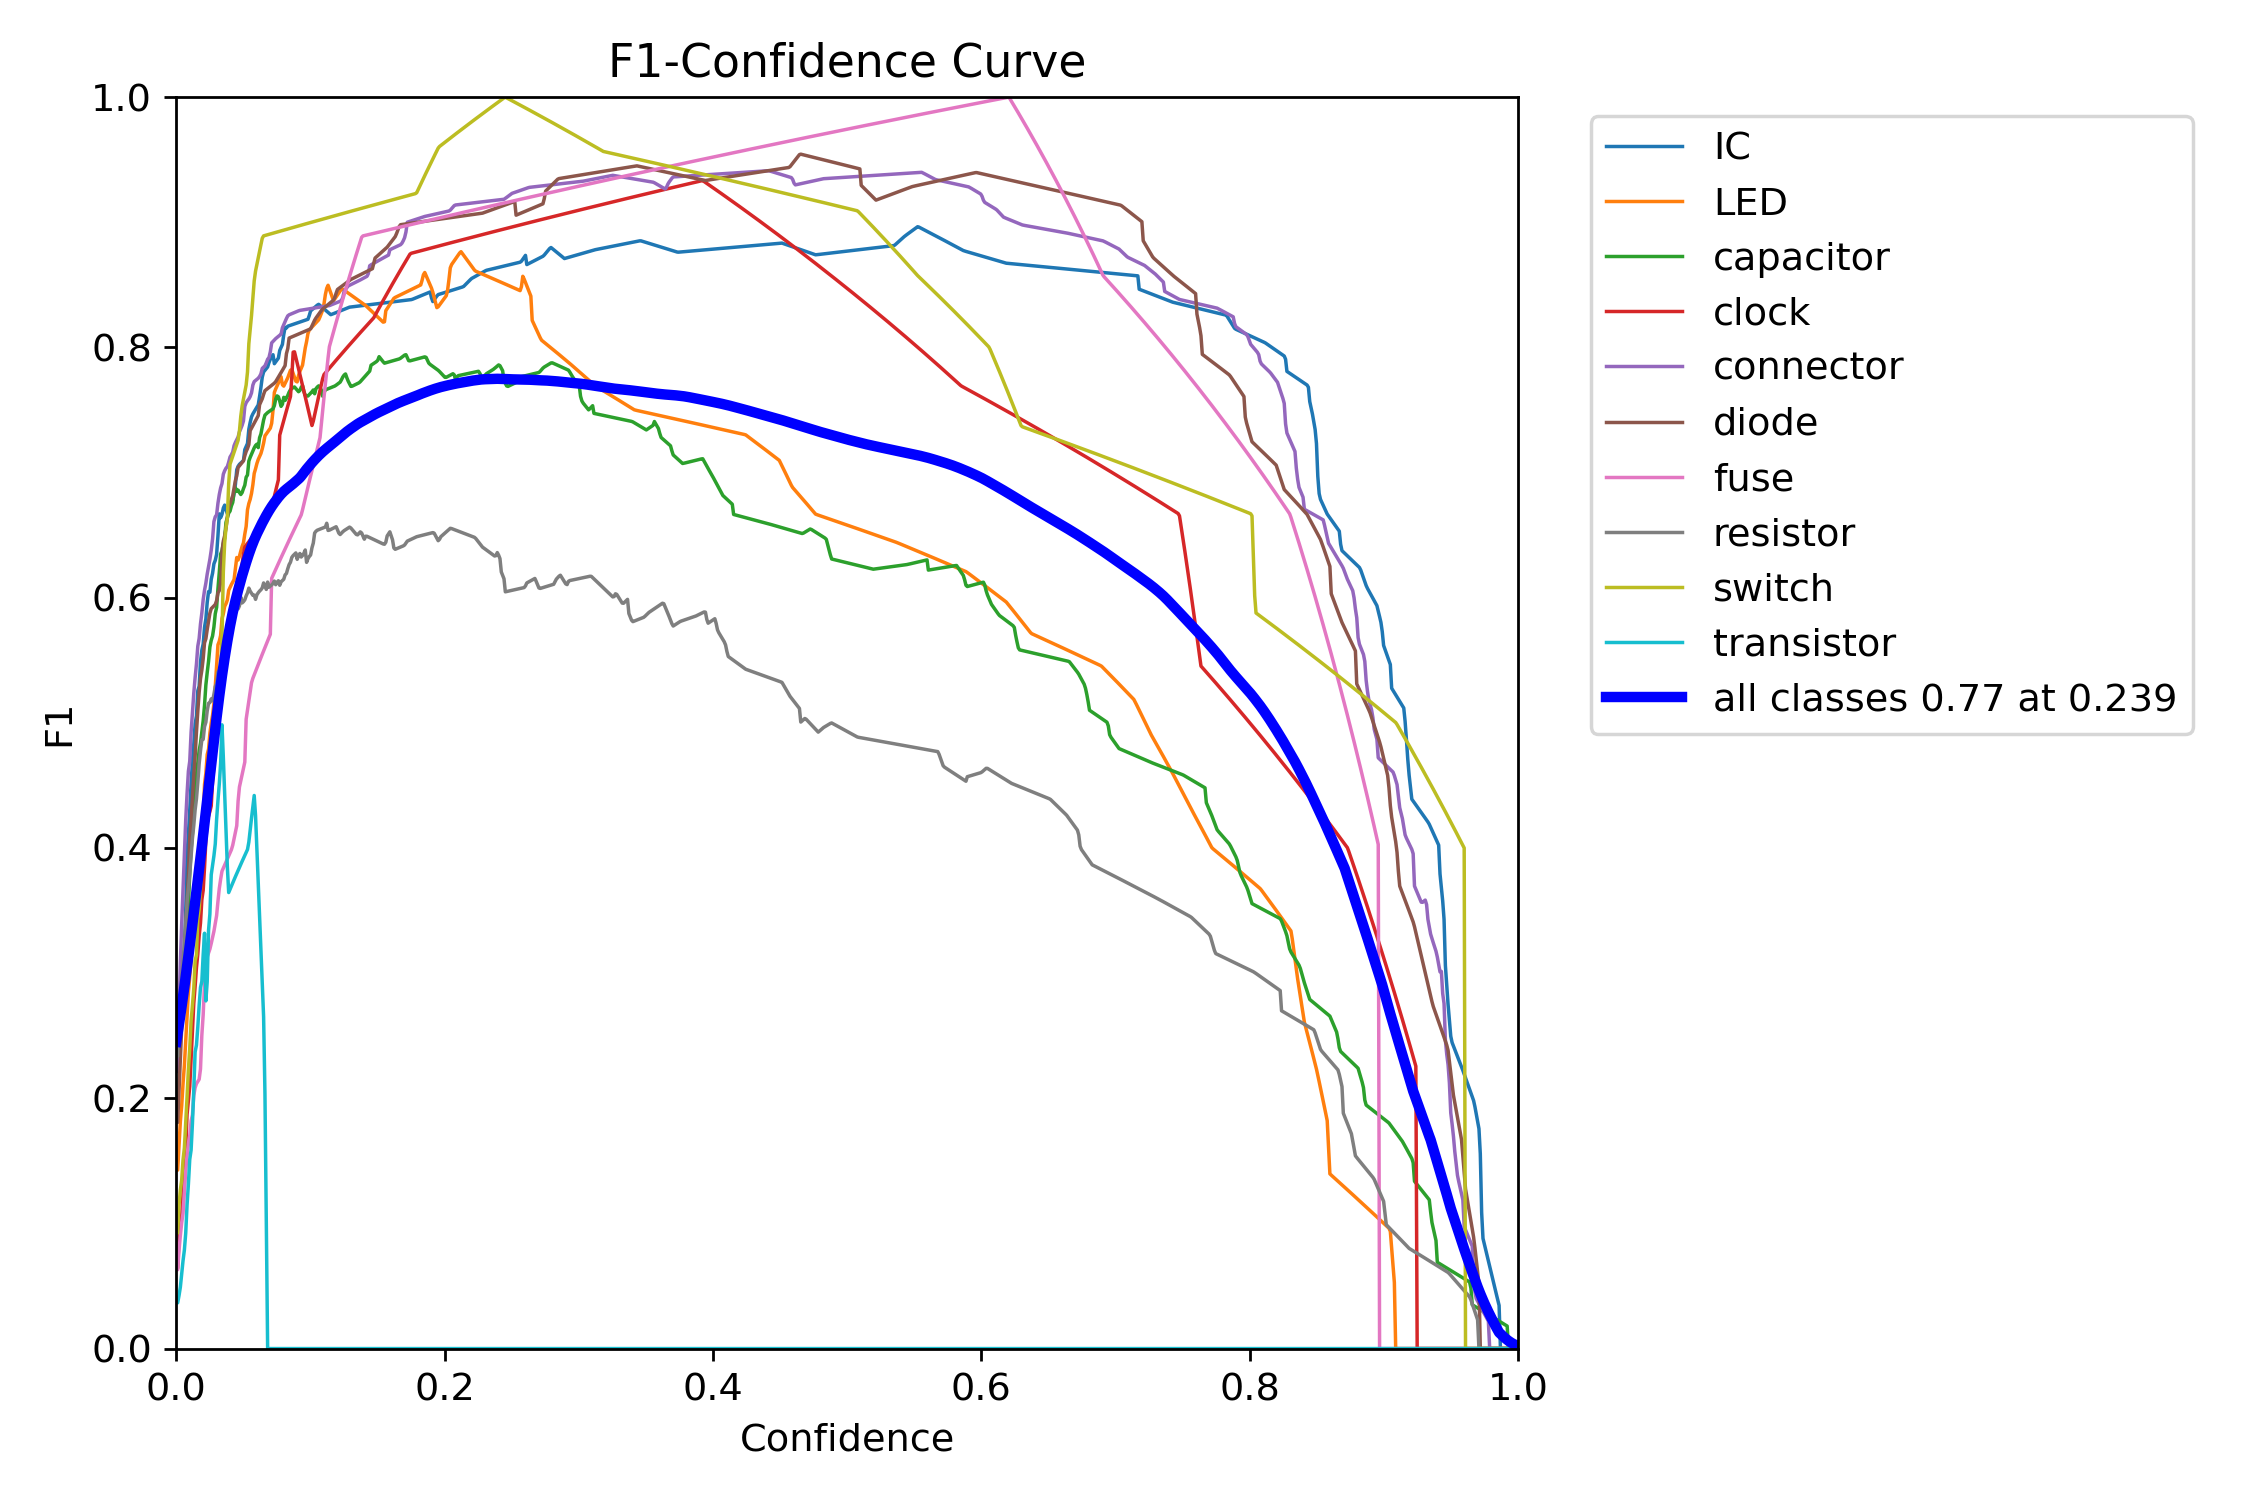 F1-Confidence Curve
1.0
0.8
0.6
0.4
0.2
0.0
F1
0.0 0.2 0.4 0.6 0.8 1.0
Confidence
IC
LED
capacitor
clock
connector
diode
fuse
resistor
switch
transistor
all classes 0.77 at 0.239